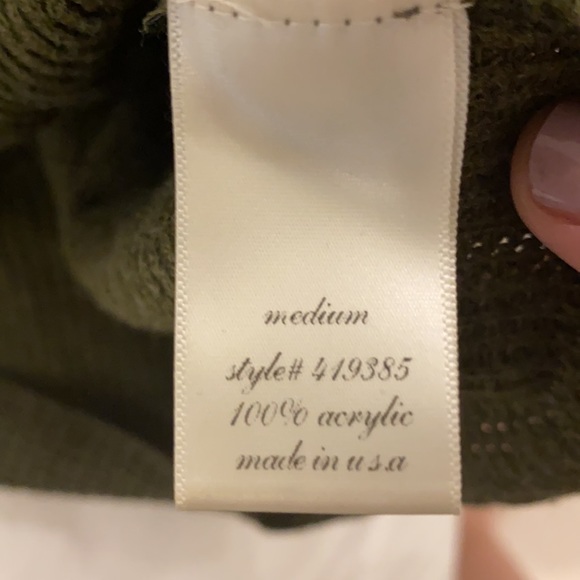 medium
style# 419385
100% acrylic
made in u.s.a